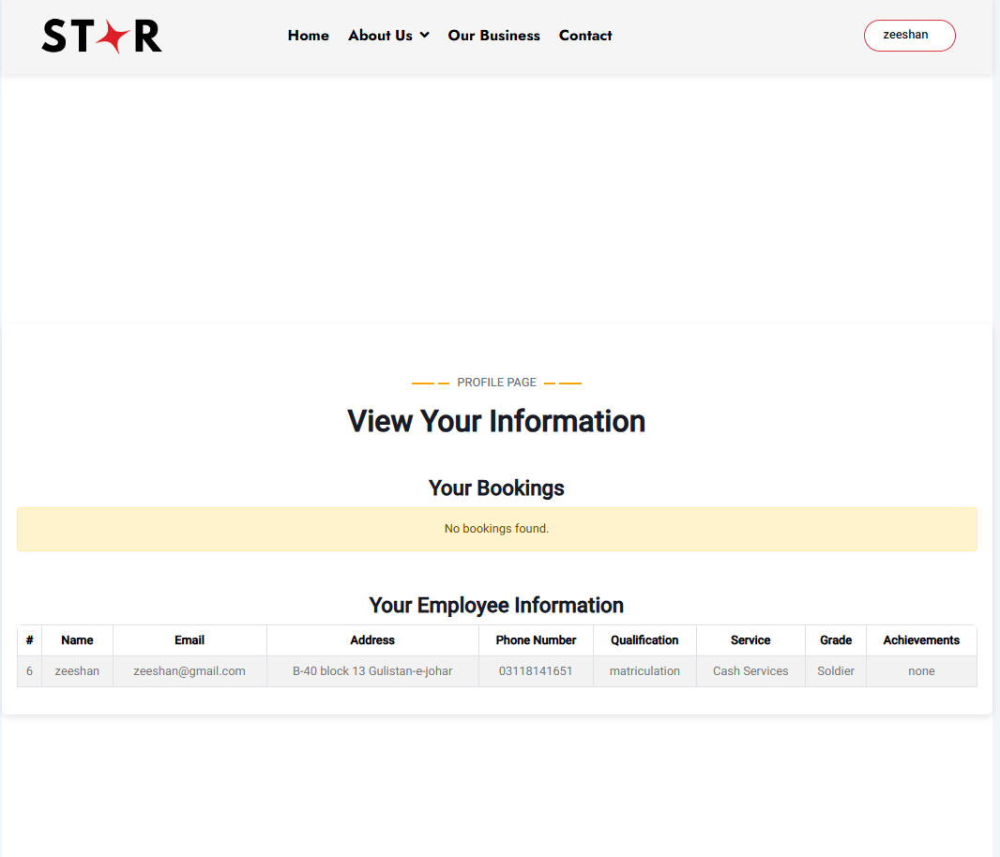 ST R Home About Us Our Business Contact zeeshan
PROFILE PAGE
View Your Information
Your Bookings
No bookings found.
Your Employee Information
# Name Email Address Phone Number Qualification Service Grade Achievements
6 zeeshan zeeshan@gmail.com B-40 block 13 Gulistan-e-johar 03118141651 matriculation Cash Services Soldier none